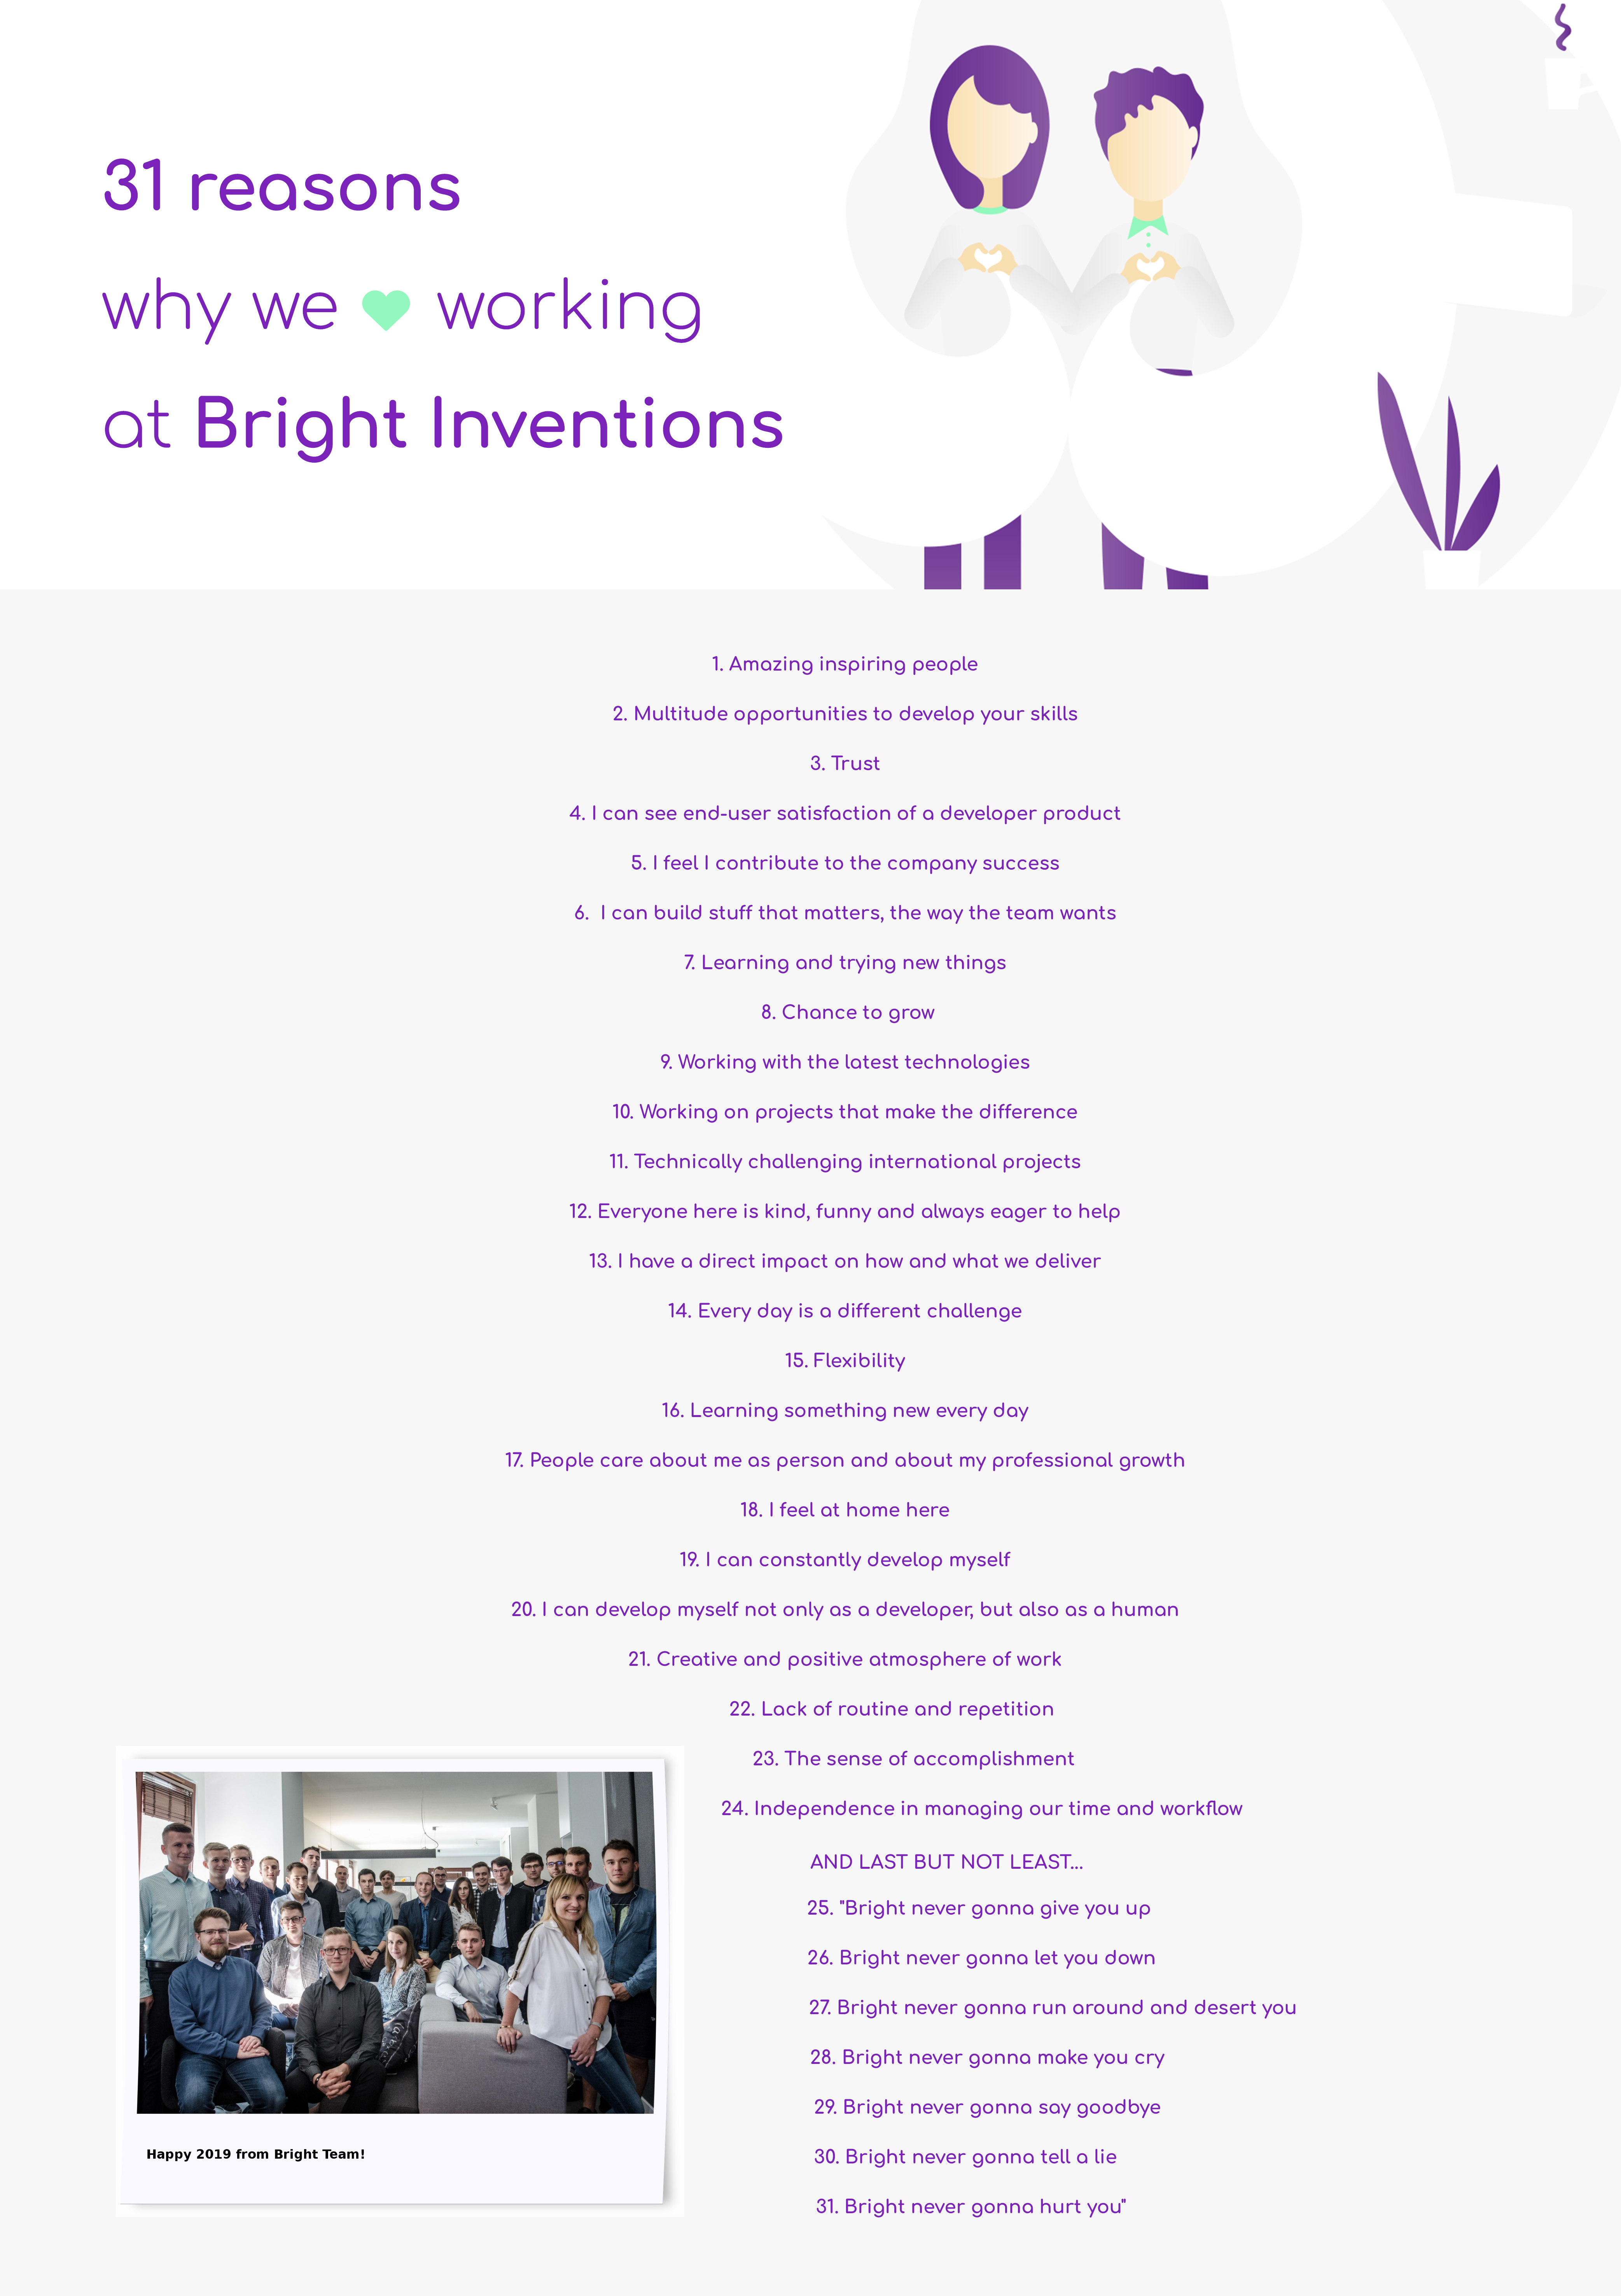 31 reasons
why we working
at Bright Inventions
1. Amazing inspiring people
2. Multitude opportunities to develop your skills
3. Trust
4. I can see end-user satisfaction of a developer product
5. I feel I contribute to the company success
6. I can build stuff that matters, the way the team wants
7. Learning and trying new things
8. Chance to grow
9. Working with the latest technologies
10. Working on projects that make the difference
11. Technically challenging international projects
12. Everyone here is kind, funny and always eager to help
13. I have a direct impact on how and what we deliver
14. Every day is a different challenge
15. Flexibility
16. Learning something new every day
17. People care about me as person and about my professional growth
18. I feel at home here
19. I can constantly develop myself
20. I can develop myself not only as a developer, but also as a human
21. Creative and positive atmosphere of work
22. Lack of routine and repetition
23. The sense of accomplishment
24. Independence in managing our time and workflow
AND LAST BUT NOT LEAST...
25. "Bright never gonna give you up
26. Bright never gonna let you down
27. Bright never gonna run around and desert you
28. Bright never gonna make you cry
29. Bright never gonna say goodbye
30. Bright never gonna tell a lie
31. Bright never gonna hurt you"
Happy 2019 from Bright Team!